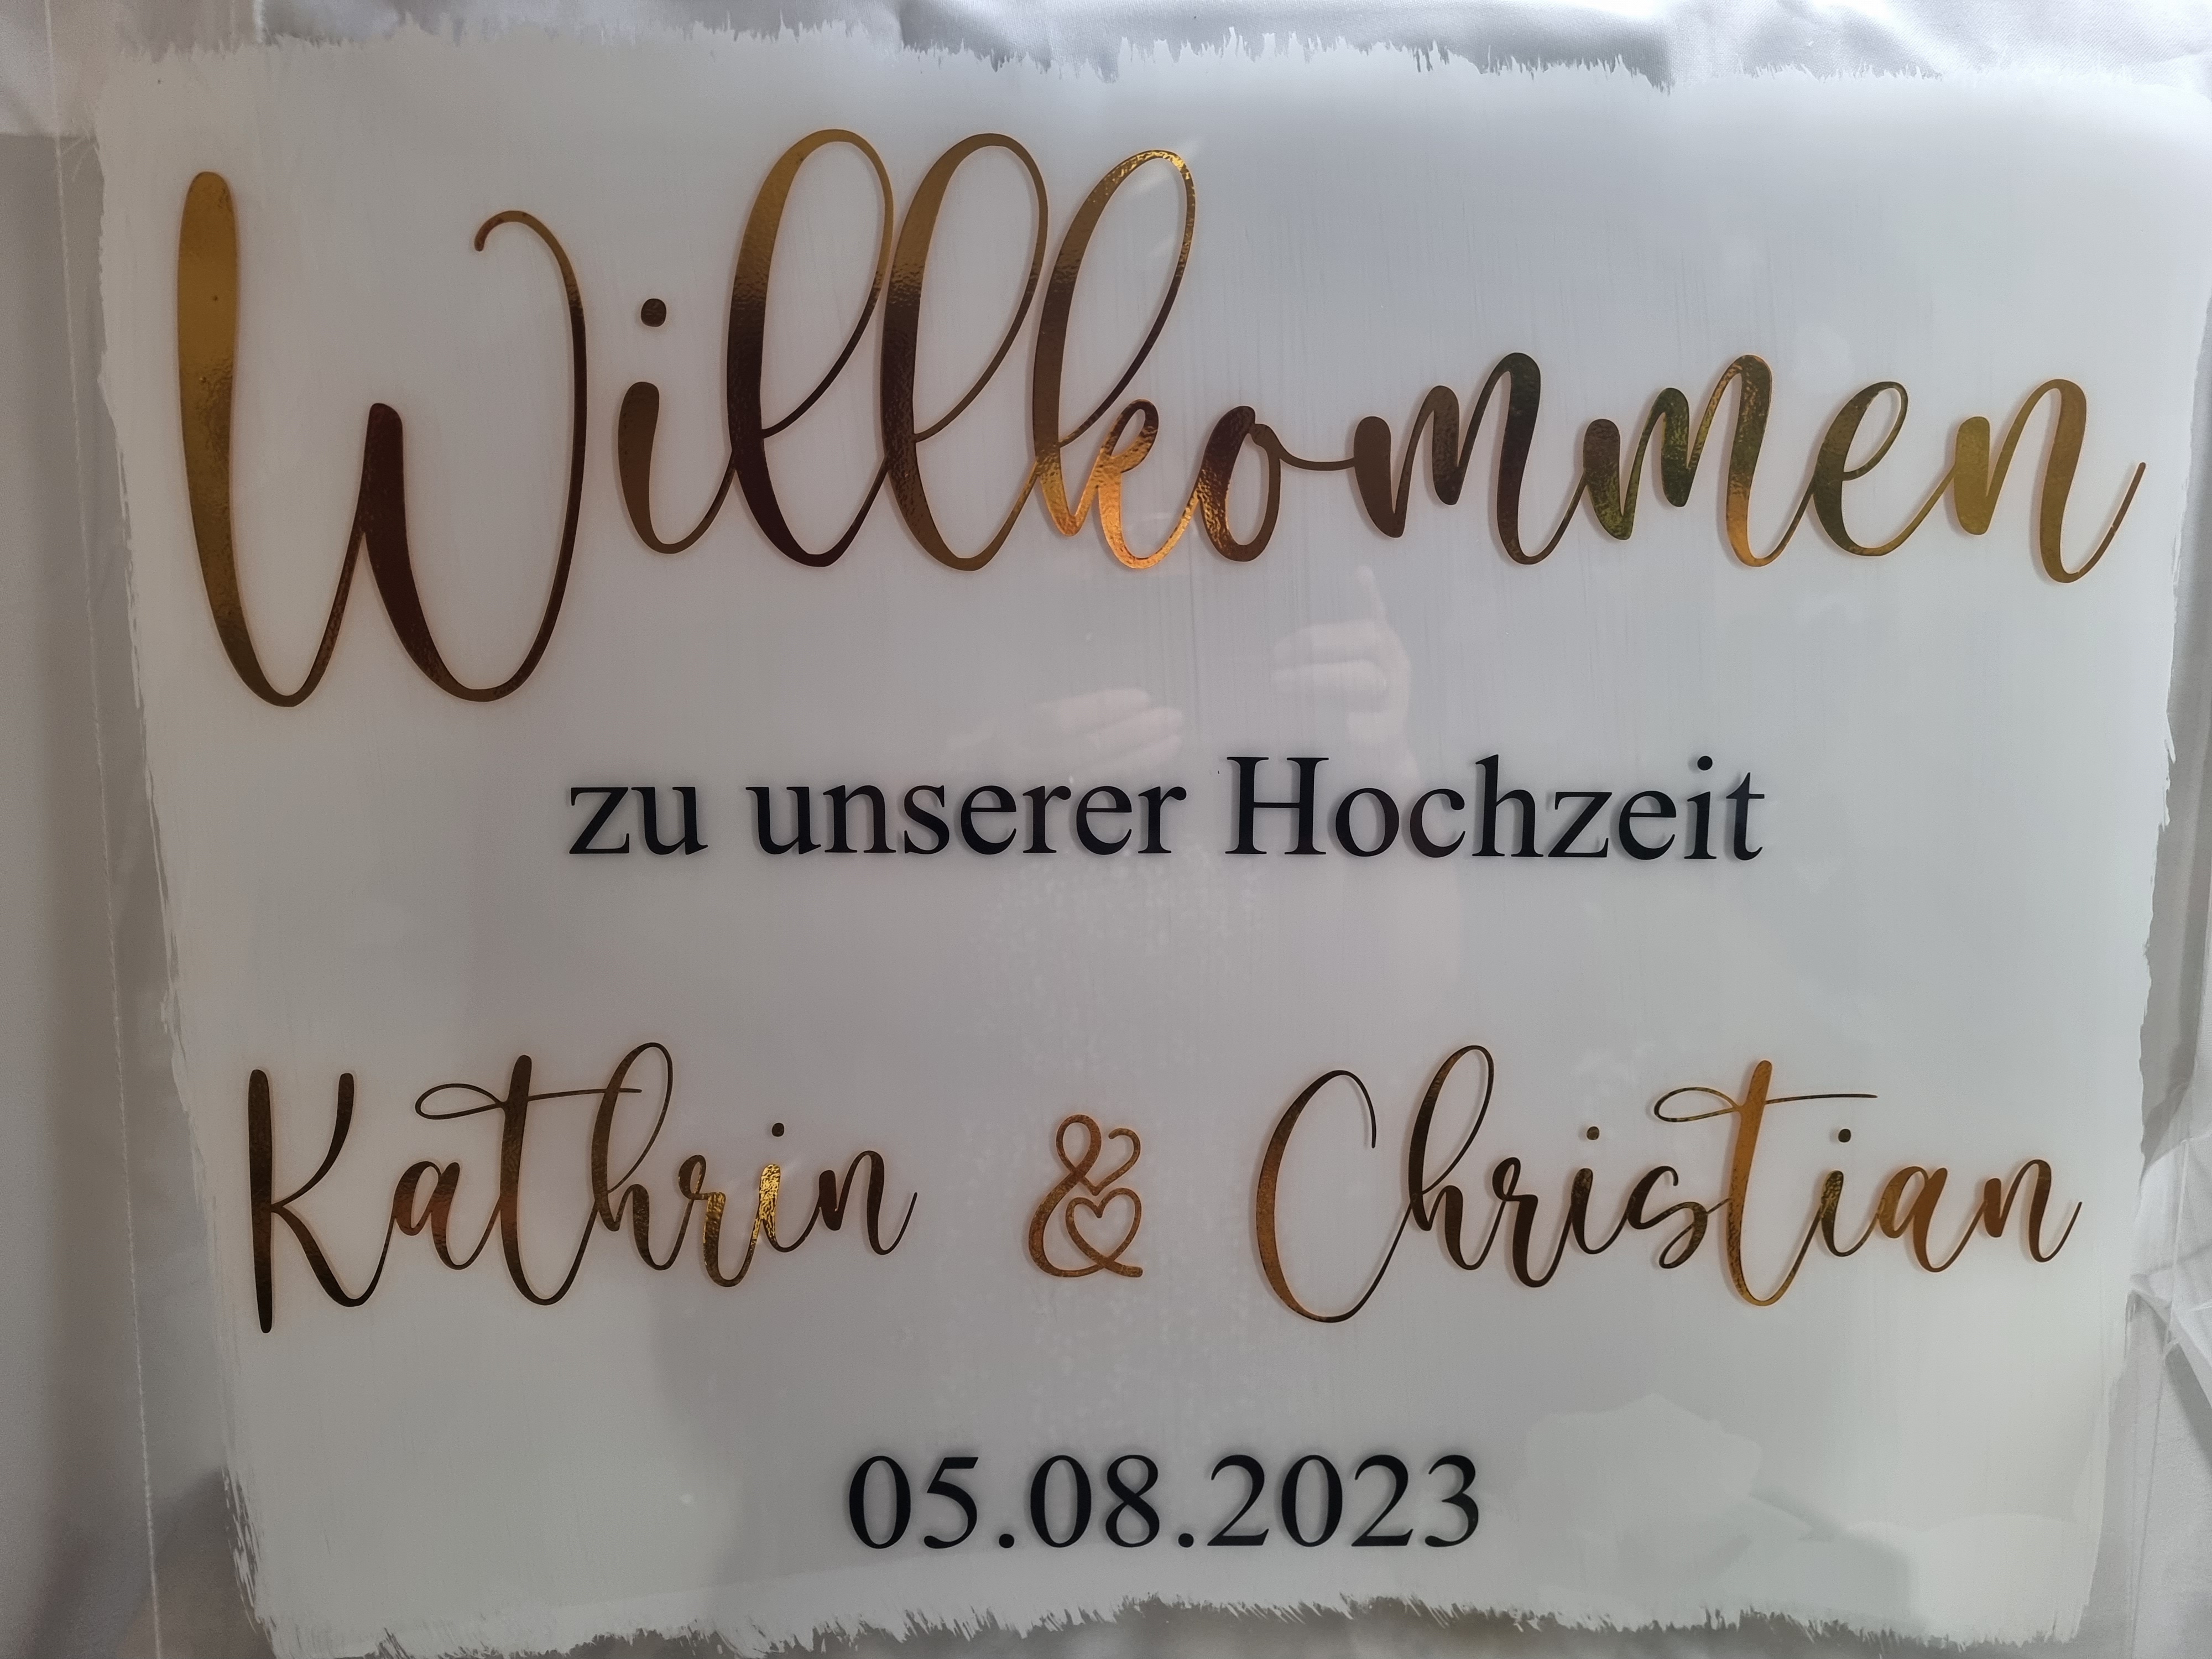 Willkommen
zu unserer Hochzeit
Kathrin & Christian
05.08.2023